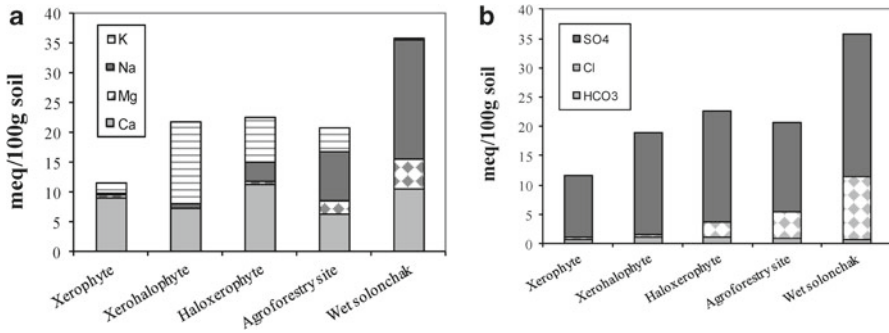 a
meq/100g soil
40
35
30
25
20
15
10
5
0
K
Na
Mg
Ca
Xerophyte
Xerohalophyte
Haloxerophyte
Agroforestry site
Wet solonchak
b
meq/100g soil
40
35
30
25
20
15
10
5
0
SO4
Cl
HCO3
Xerophyte
Xerohalophyte
Haloxerophyte
Agroforestry site
Wet solonchak